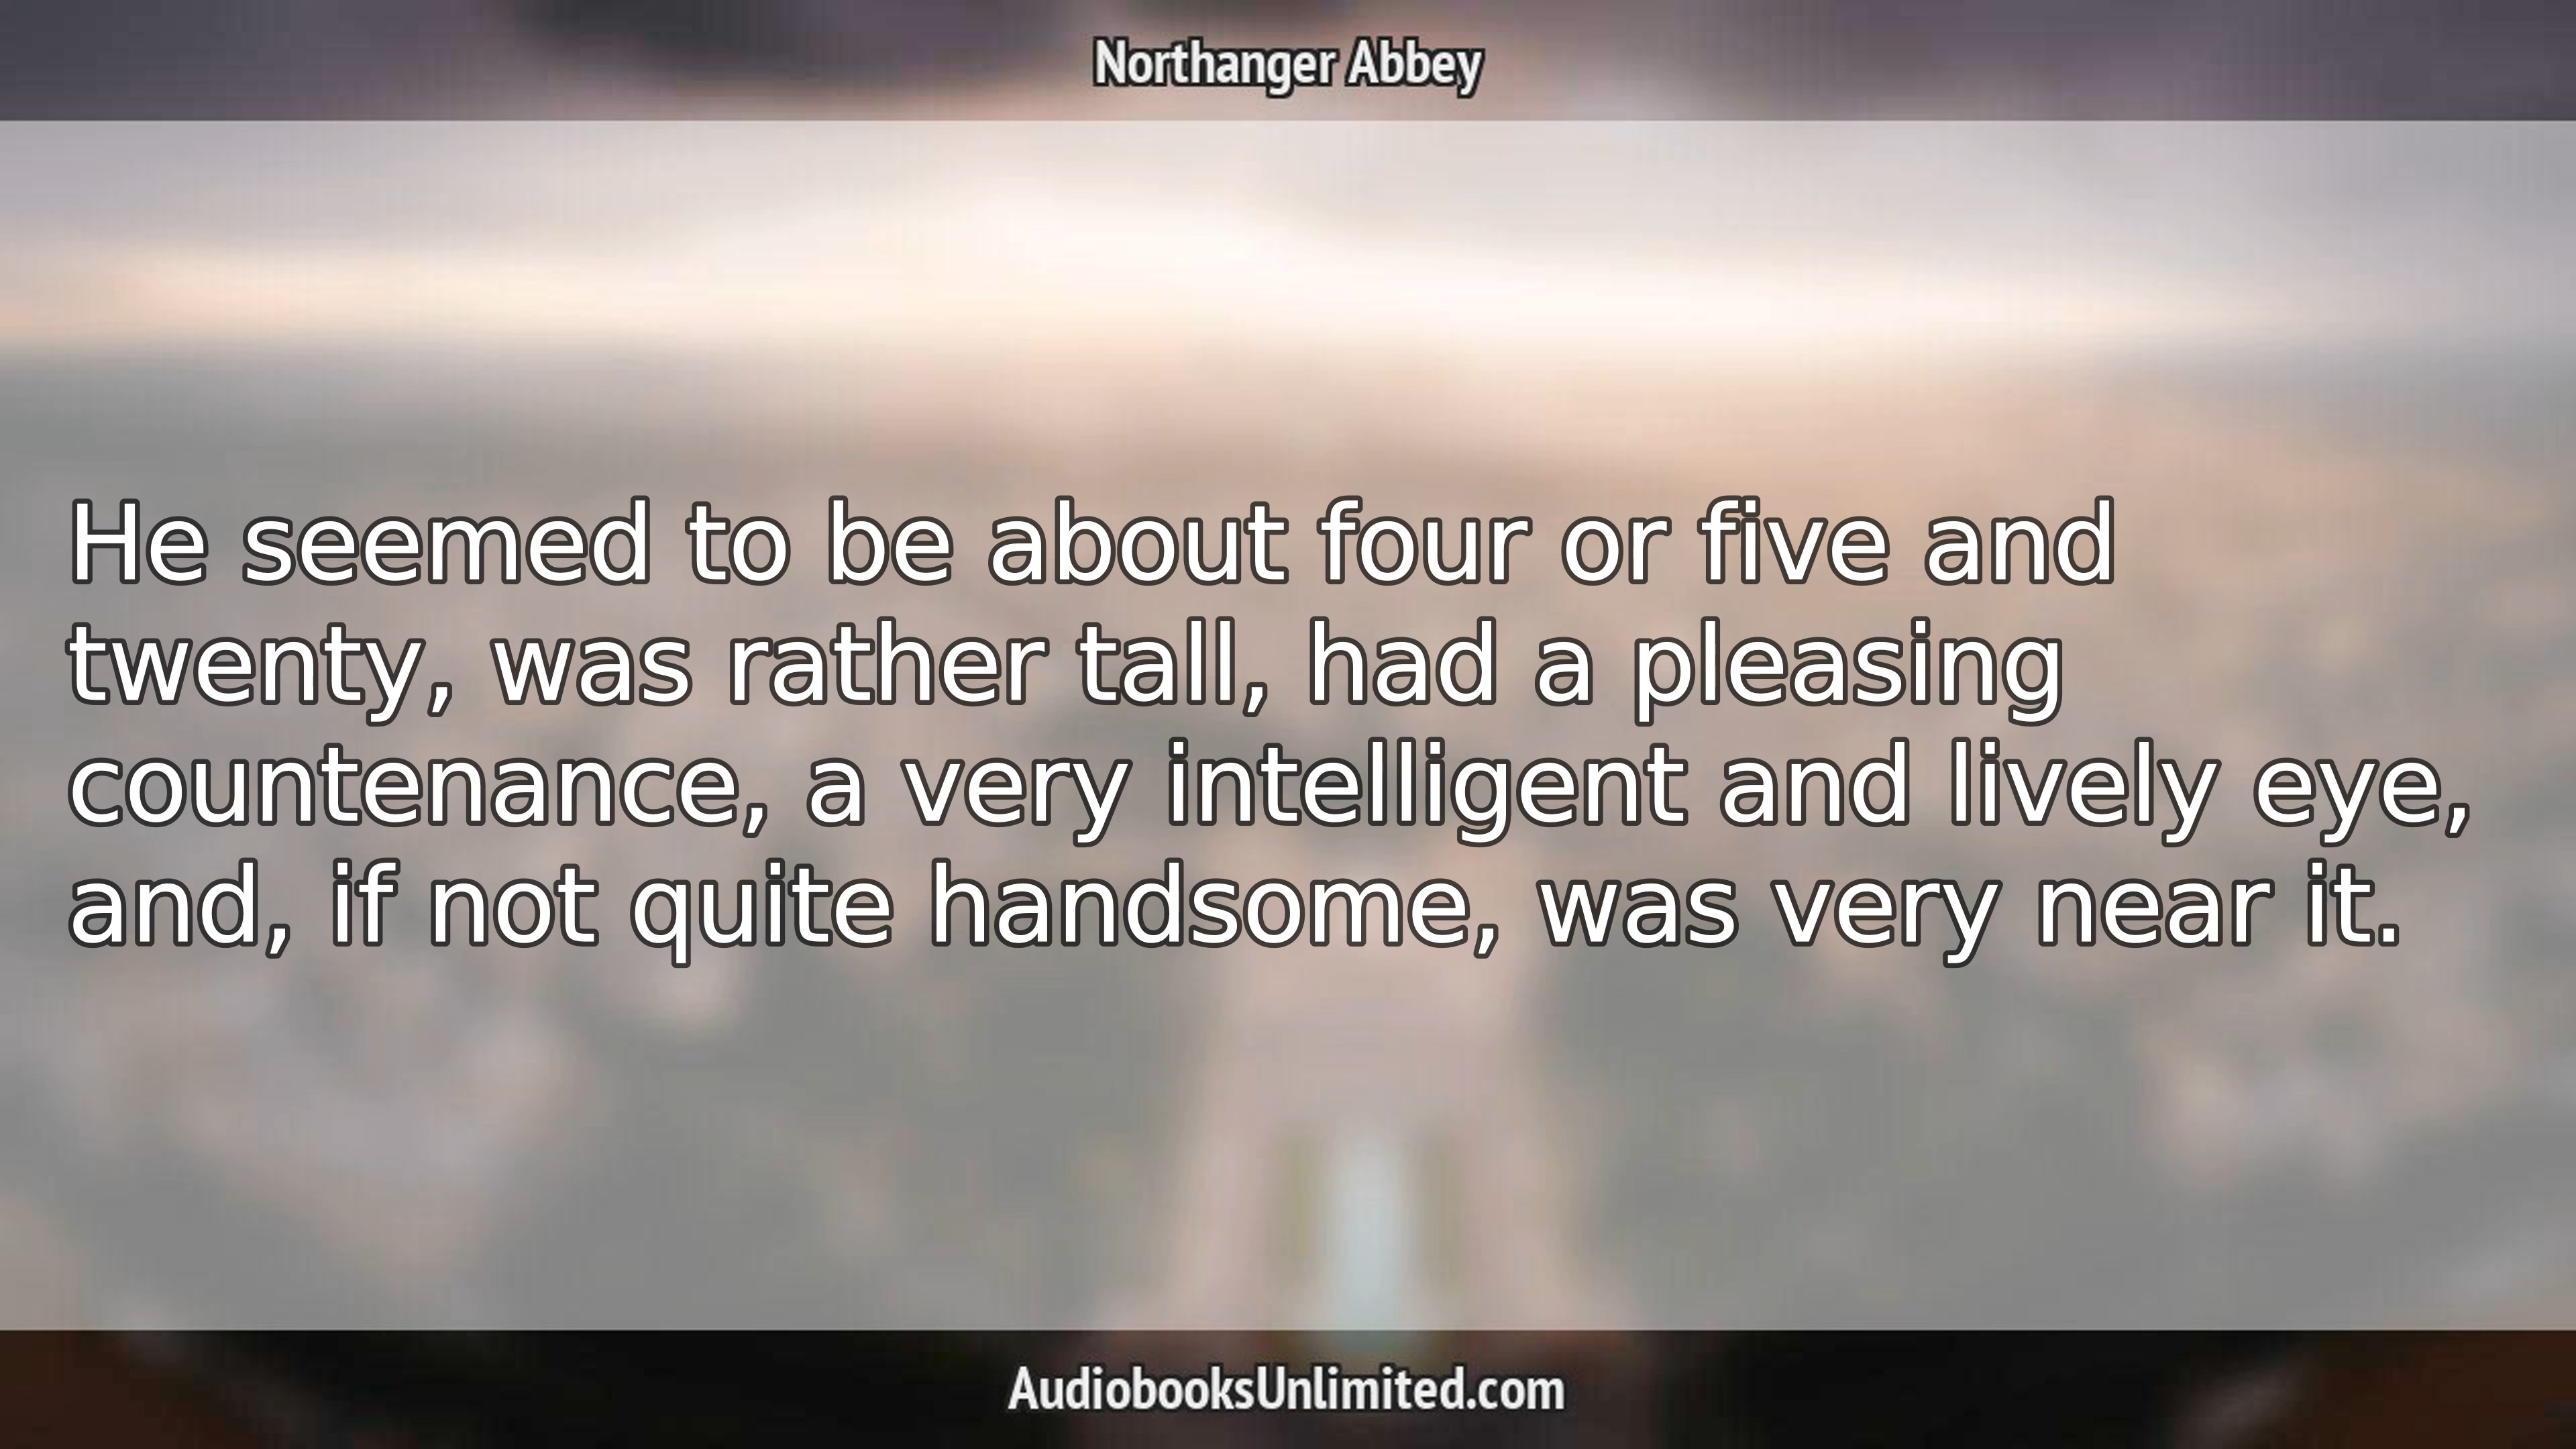 Northanger Abbey
He seemed to be about four or five and
twenty, was rather tall, had a pleasing
countenance, a very intelligent and lively eye,
and, if not quite handsome, was very near it.
AudiobooksUnlimited.com